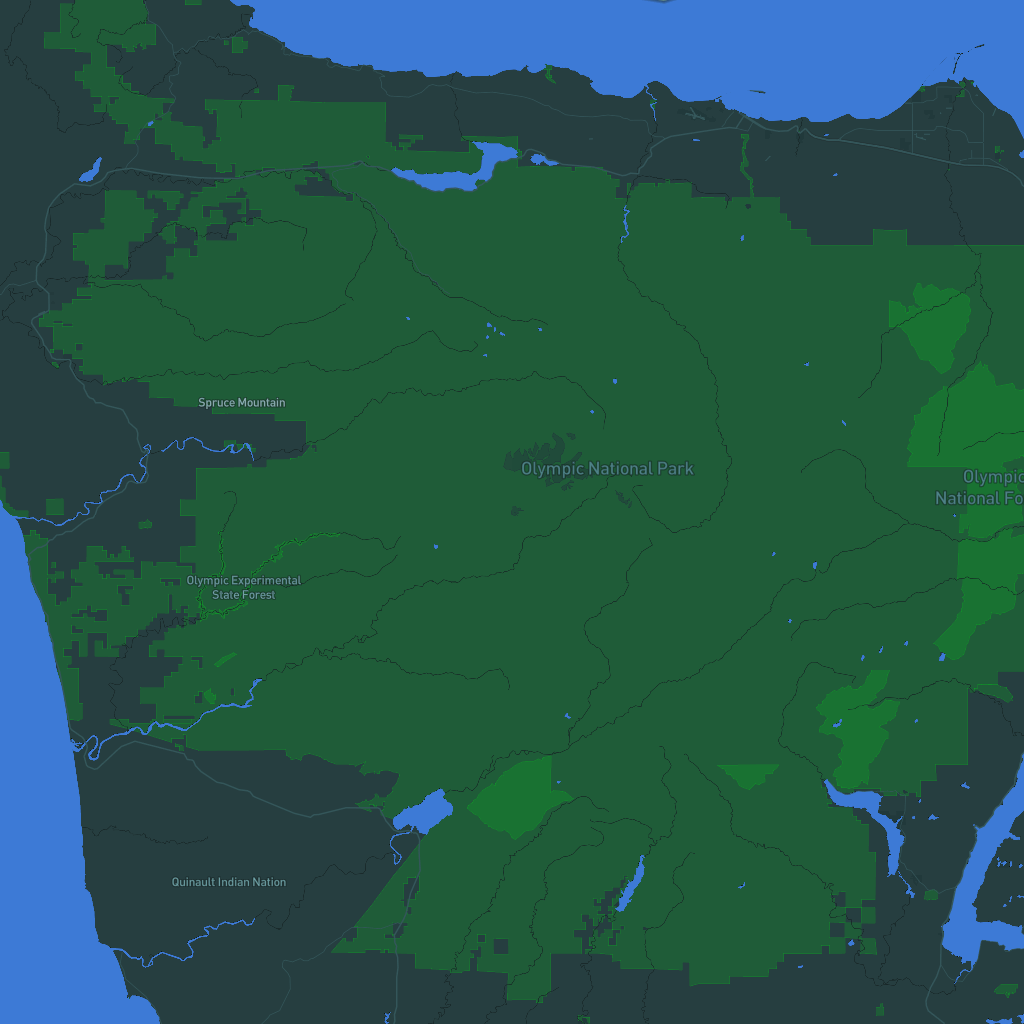 Spruce Mountain
Olympic National Park
Olympic
National Fo
Olympic Experimental
State Forest
Quinault Indian Nation